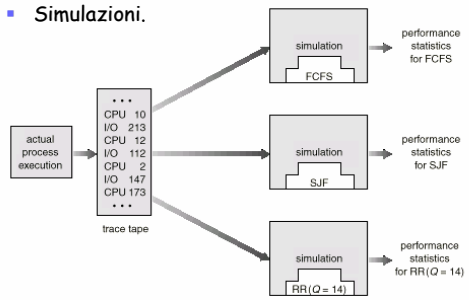 Simulazioni.
actual
process
execution
• • •
CPU 10
I/O 213
CPU 12
I/O 112
CPU 2
I/O 147
CPU 173
• • •
trace tape
simulation
FCFS
performance
statistics
for FCFS
simulation
SJF
performance
statistics
for SJF
simulation
RR(Q = 14)
performance
statistics
for RR(Q = 14)